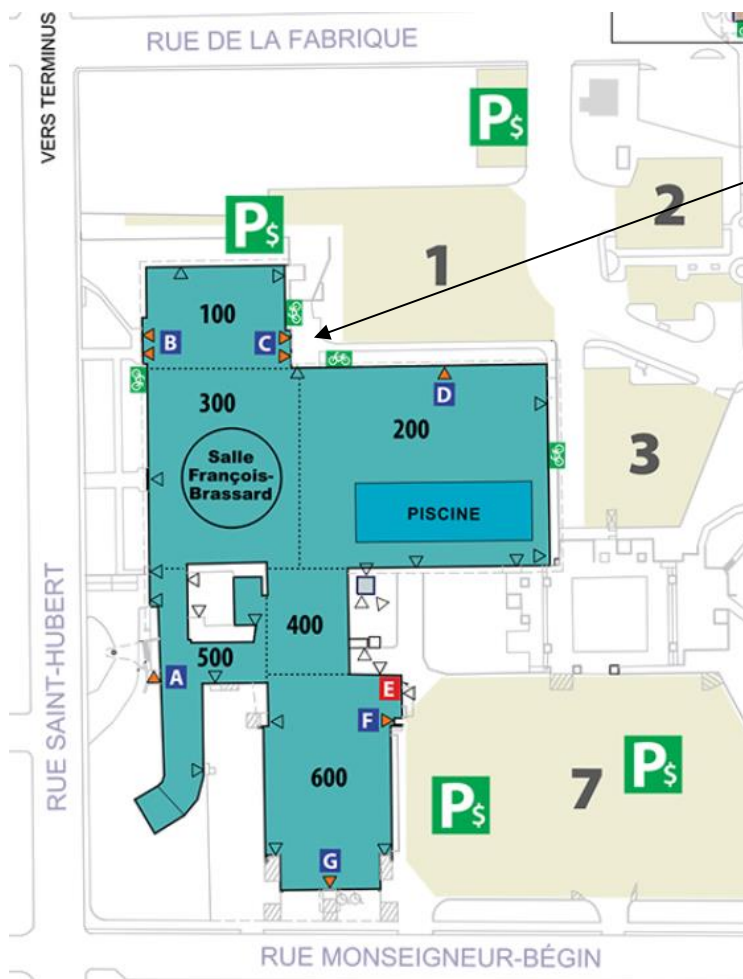 RUE DE LA FABRIQUE
VERS TERMINUS
P$
2
P$
1
100
B
C
300
D
200
3
Salle
François-
Brassard
PISCINE
RUE SAINT-HUBERT
400
500
A
E
F
600
P$
7
P$
G
RUE MONSEIGNEUR-BÉGIN